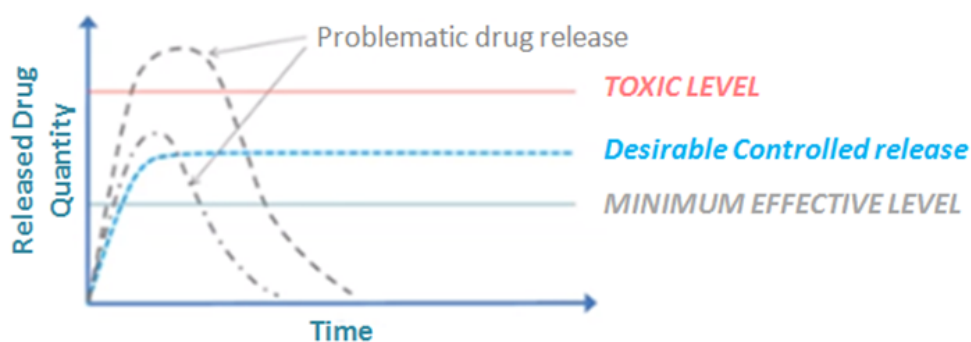 Problematic drug release
TOXIC LEVEL
Desirable Controlled release
MINIMUM EFFECTIVE LEVEL
Released Drug
Quantity
Time